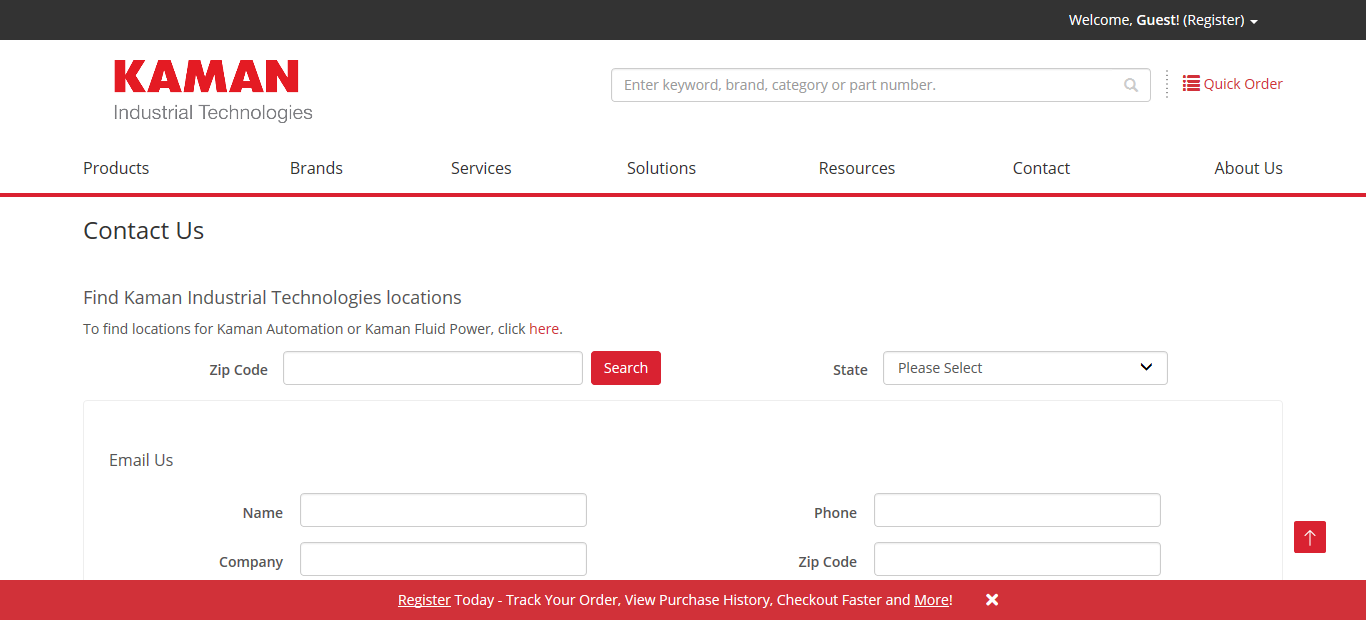 Welcome, Guest! (Register)
KAMAN
Industrial Technologies
Enter keyword, brand, category or part number.
Quick Order
Products Brands Services Solutions Resources Contact About Us
Contact Us
Find Kaman Industrial Technologies locations
To find locations for Kaman Automation or Kaman Fluid Power, click here.
Zip Code Search State Please Select
Email Us
Name Phone
Company Zip Code
Register Today - Track Your Order, View Purchase History, Checkout Faster and More!